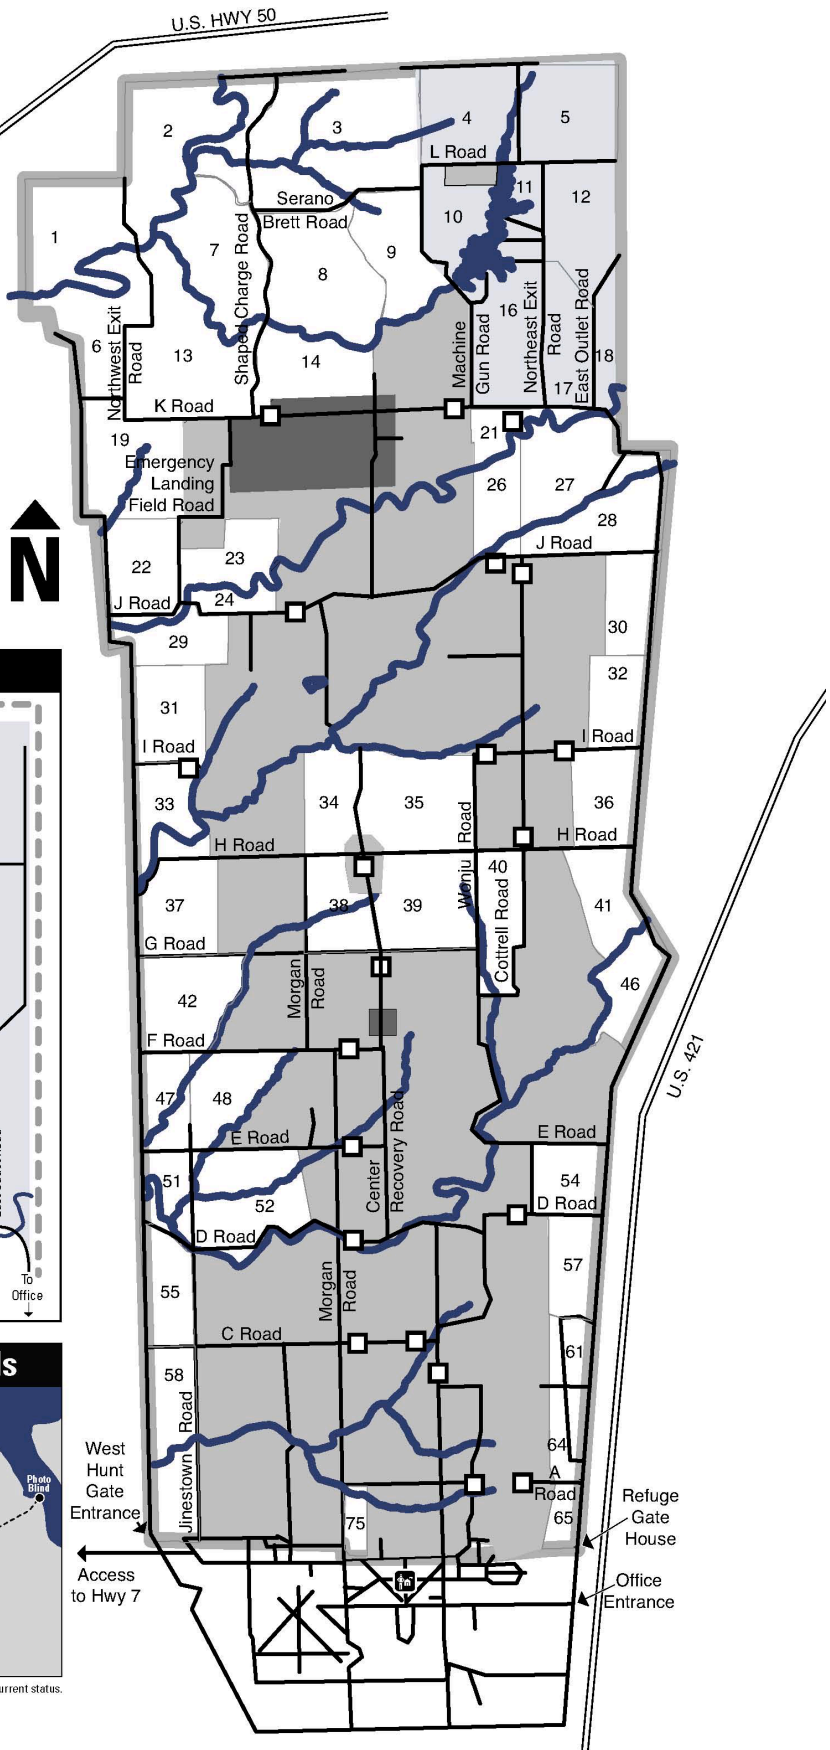 U.S. HWY 50
2
3
4
5
L Road
11
12
Serano
Brett Road
10
1
7
Shaped Charge Road
9
8
16
Northwest Exit
Road
6
13
14
Machine
Gun Road
Northeast Exit
Road
East Outlet Road
18
17
K Road
19
21
Emergency
Landing
Field Road
26
27
28
N
22
23
J Road
J Road
24
29
30
32
31
I Road
I Road
33
34
35
Wonju Road
36
H Road
H Road
40
37
38
39
Cottrell Road
41
G Road
46
42
Morgan
Road
F Road
U.S. 421
47
48
E Road
E Road
Center
Recovery Road
51
52
54
D Road
D Road
57
55
Morgan
Road
To
Office
C Road
61
ls
58
Jinestown Road
64
West
Hunt
Gate
Entrance
Photo
Blind
A
Road
65
75
Refuge
Gate
House
Access
to Hwy 7
Office
Entrance
urrent status.